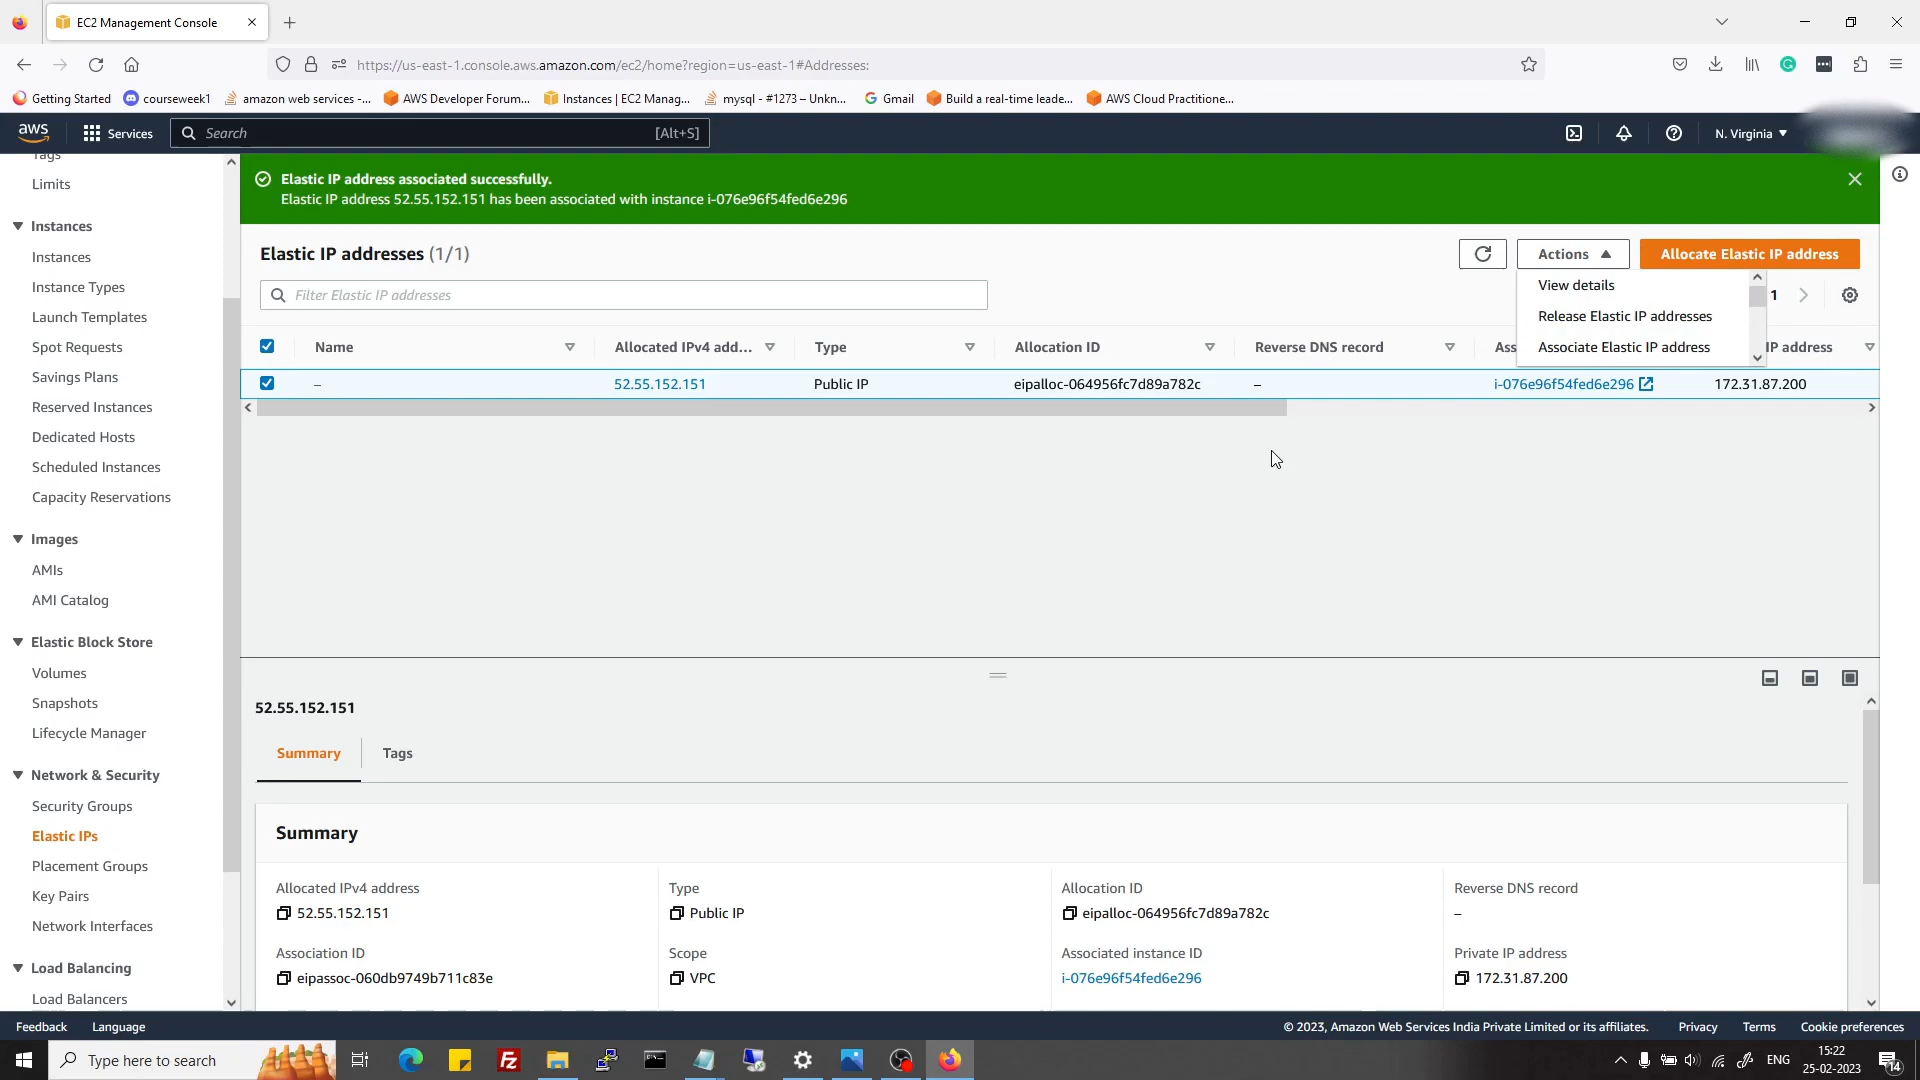 EC2 Management Console
https://us-east-1.console.aws.amazon.com/ec2/home?region=us-east-1#Addresses:
Getting Started
courseweek1
amazon web services -...
AWS Developer Forum...
Instances | EC2 Manag...
mysql - #1273 – Unkn...
Gmail
Build a real-time leade...
AWS Cloud Practitione...
aws
Services
Search
[Alt+S]
N. Virginia
Tags
Limits
Instances
Instances
Instance Types
Launch Templates
Spot Requests
Savings Plans
Reserved Instances
Dedicated Hosts
Scheduled Instances
Capacity Reservations
Images
AMIs
AMI Catalog
Elastic Block Store
Volumes
Snapshots
Lifecycle Manager
Network & Security
Security Groups
Elastic IPs
Placement Groups
Key Pairs
Network Interfaces
Load Balancing
Load Balancers
Elastic IP address associated successfully.
Elastic IP address 52.55.152.151 has been associated with instance i-076e96f54fed6e296
Elastic IP addresses (1/1)
Actions
Allocate Elastic IP address
Filter Elastic IP addresses
1
View details
Release Elastic IP addresses
Associate Elastic IP address
Name
Allocated IPv4 add...
Type
Allocation ID
Reverse DNS record
Ass
IP address
–
52.55.152.151
Public IP
eipalloc-064956fc7d89a782c
–
i-076e96f54fed6e296
172.31.87.200
52.55.152.151
Summary
Tags
Summary
Allocated IPv4 address
52.55.152.151
Type
Public IP
Allocation ID
eipalloc-064956fc7d89a782c
Reverse DNS record
–
Association ID
eipassoc-060db9749b711c83e
Scope
VPC
Associated instance ID
i-076e96f54fed6e296
Private IP address
172.31.87.200
Feedback
Language
© 2023, Amazon Web Services India Private Limited or its affiliates.
Privacy
Terms
Cookie preferences
Type here to search
ENG
15:22
25-02-2023
14